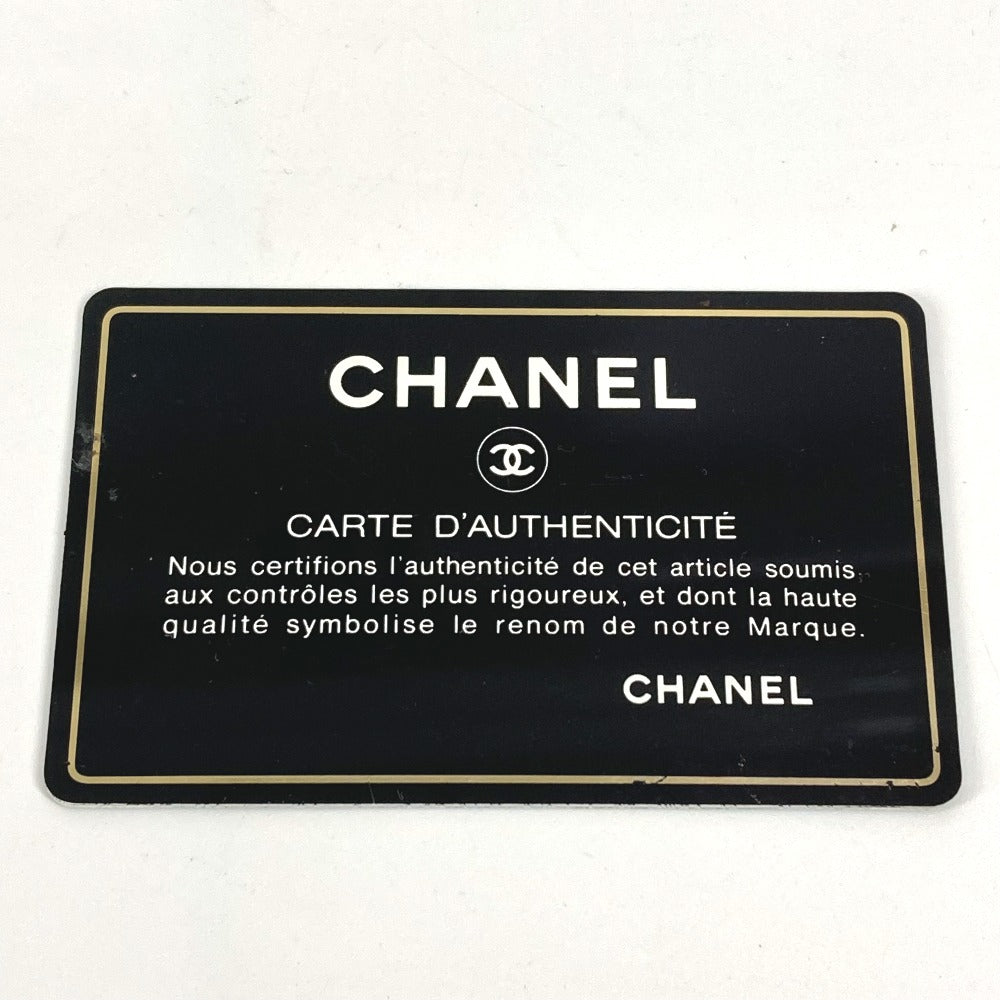 CHANEL
CARTE D'AUTHENTICITÉ
Nous certifions l'authenticité de cet article soumis
aux contrôles les plus rigoureux, et dont la haute
qualité symbolise le renom de notre Marque.
CHANEL